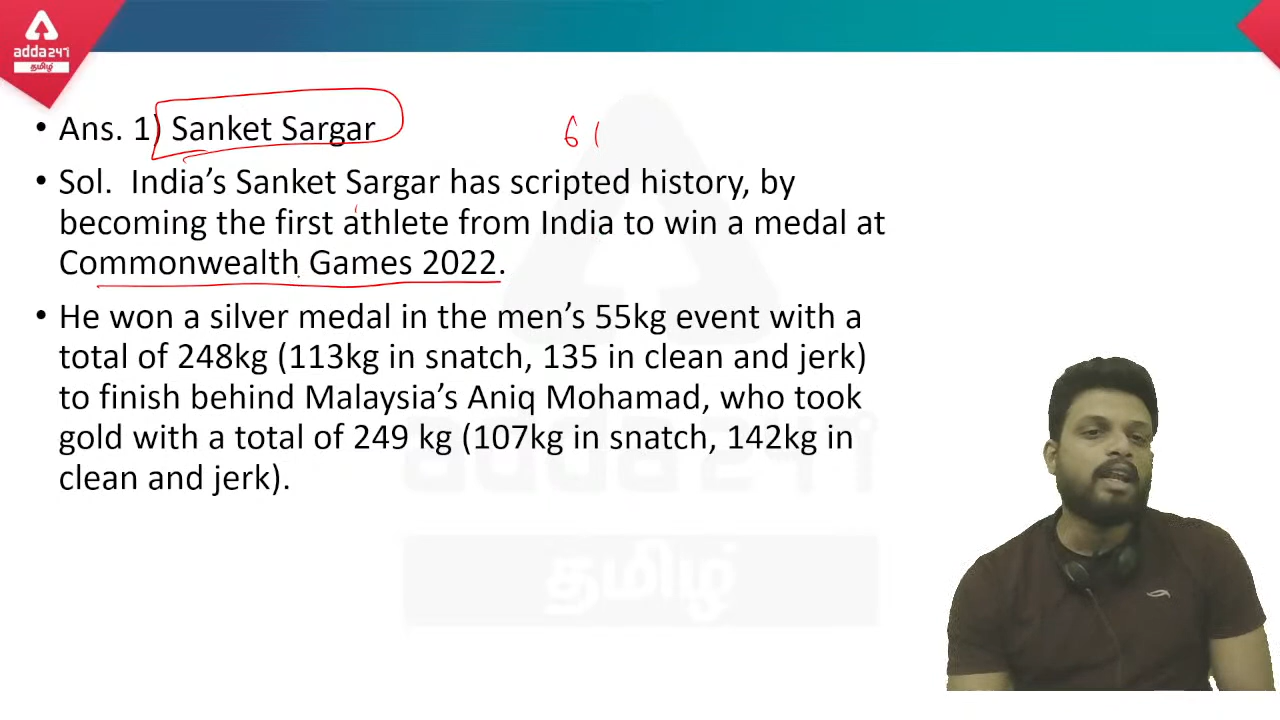 adda247
தமிழ்
• Ans. 1) Sanket Sargar
61
• Sol. India’s Sanket Sargar has scripted history, by
becoming the first athlete from India to win a medal at
Commonwealth Games 2022.
• He won a silver medal in the men’s 55kg event with a
total of 248kg (113kg in snatch, 135 in clean and jerk)
to finish behind Malaysia’s Aniq Mohamad, who took
gold with a total of 249 kg (107kg in snatch, 142kg in
clean and jerk).
adda247
தமிழ்